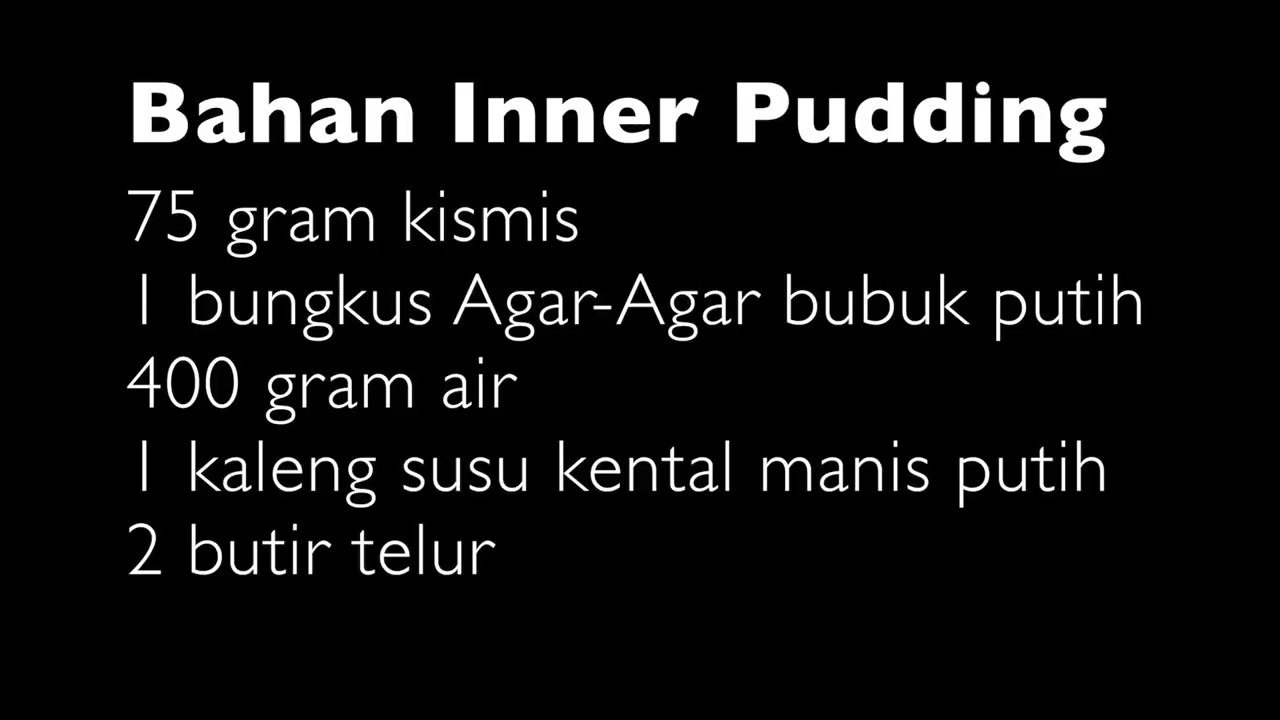 Bahan Inner Pudding
75 gram kismis
1 bungkus Agar-Agar bubuk putih
400 gram air
1 kaleng susu kental manis putih
2 butir telur